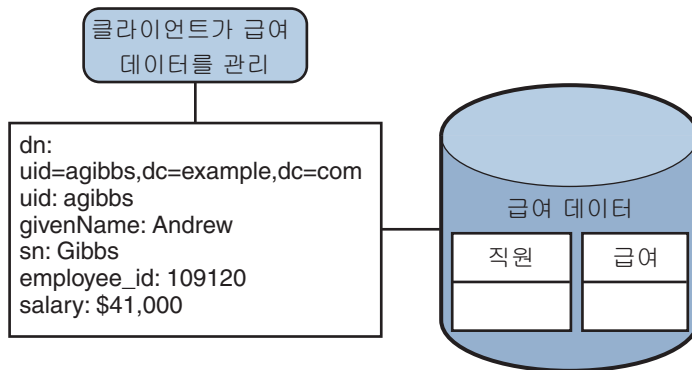 클라이언트가 급여
데이터를 관리
dn:
uid=agibbs,dc=example,dc=com
uid: agibbs
givenName: Andrew
sn: Gibbs
employee_id: 109120
salary: $41,000
급여 데이터
직원
급여